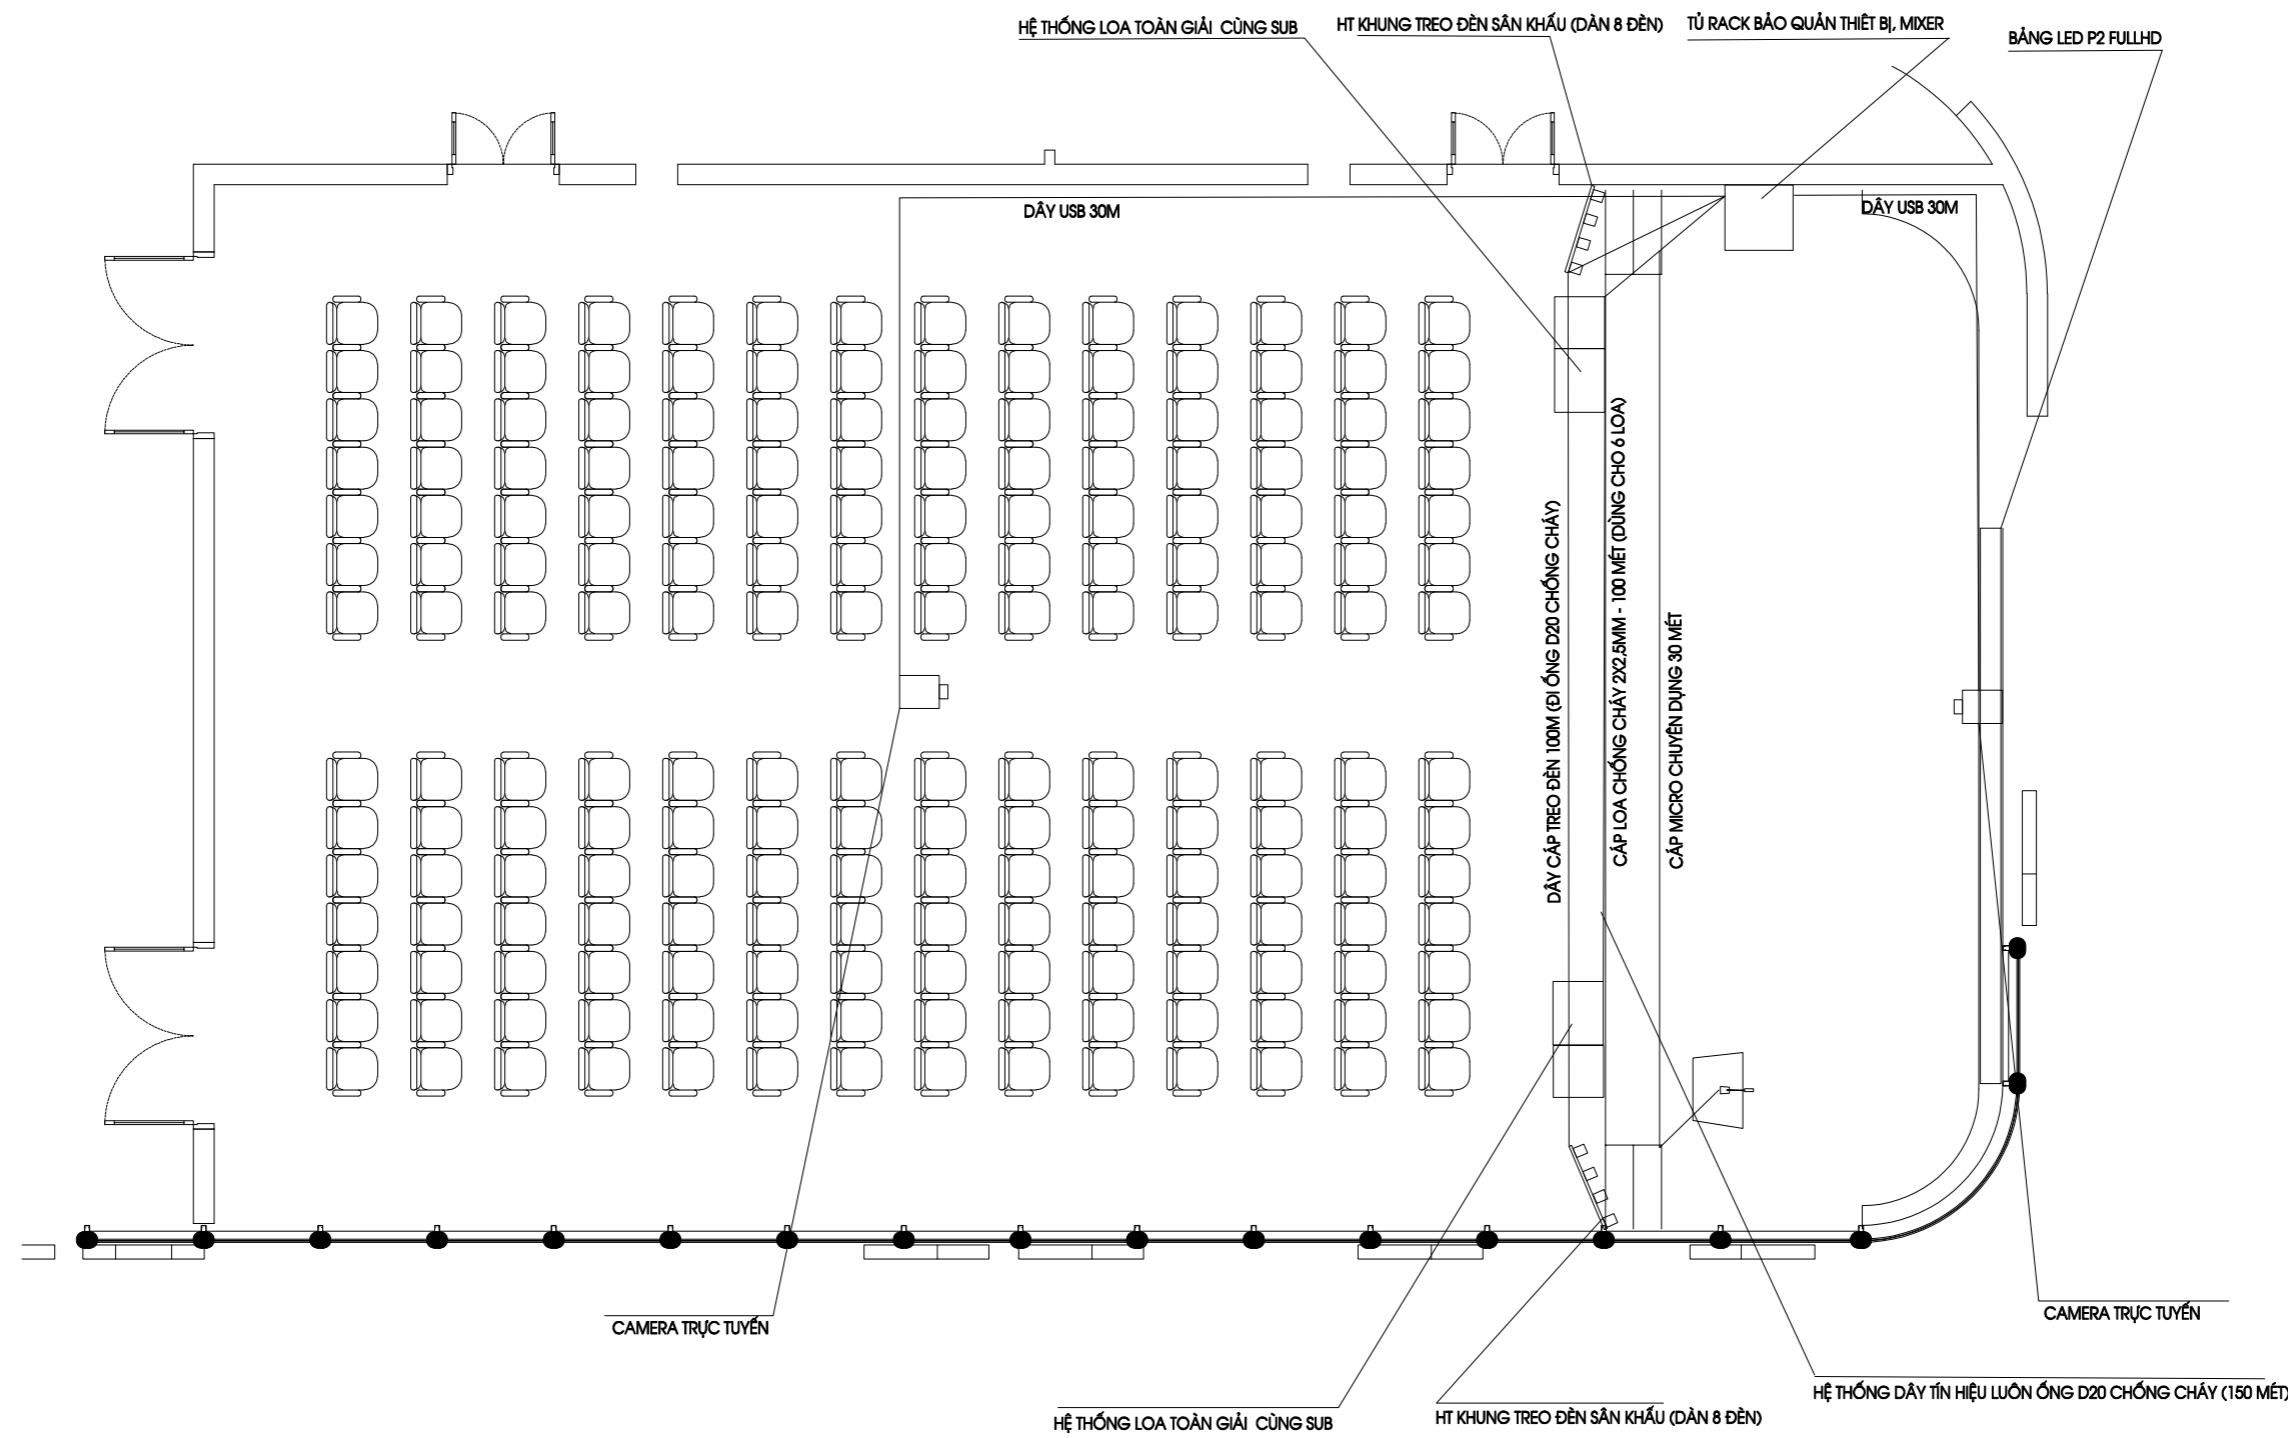 HỆ THỐNG LOA TOÀN GIẢI CÙNG SUB
HT KHUNG TREO ĐÈN SÂN KHẤU (DÀN 8 ĐÈN)
TỦ RACK BẢO QUẢN THIÊT BỊ, MIXER
BẢNG LED P2 FULLHD
DÂY USB 30M
DÂY USB 30M
DÂY CÁP TREO ĐÈN 100M (ĐI ỐNG D20 CHỐNG CHÁY)
CÁP LOA CHỐNG CHÁY 2X2,5MM - 100 MÉT (DÙNG CHO 6 LOA)
CÁP MICRO CHUYÊN DỤNG 30 MÉT
CAMERA TRỰC TUYẾN
CAMERA TRỰC TUYẾN
HỆ THỐNG DÂY TÍN HIỆU LUÔN ỐNG D20 CHỐNG CHÁY (150 MÉT)
HỆ THỐNG LOA TOÀN GIẢI CÙNG SUB
HT KHUNG TREO ĐÈN SÂN KHẤU (DÀN 8 ĐÈN)